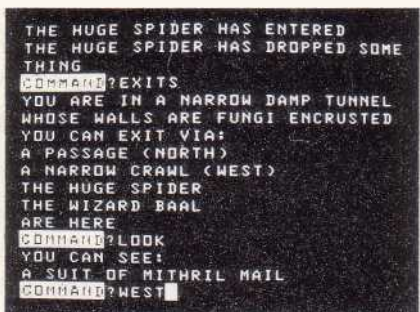 THE HUGE SPIDER HAS ENTERED
THE HUGE SPIDER HAS DROPPED SOME
THING
COMMAND?EXITS
YOU ARE IN A NARROW DAMP TUNNEL
WHOSE WALLS ARE FUNGI ENCRUSTED
YOU CAN EXIT VIA:
A PASSAGE (NORTH)
A NARROW CRAWL (WEST)
THE HUGE SPIDER
THE WIZARD BAAL
ARE HERE
COMMAND?LOOK
YOU CAN SEE:
A SUIT OF MITHRIL MAIL
COMMAND?WEST